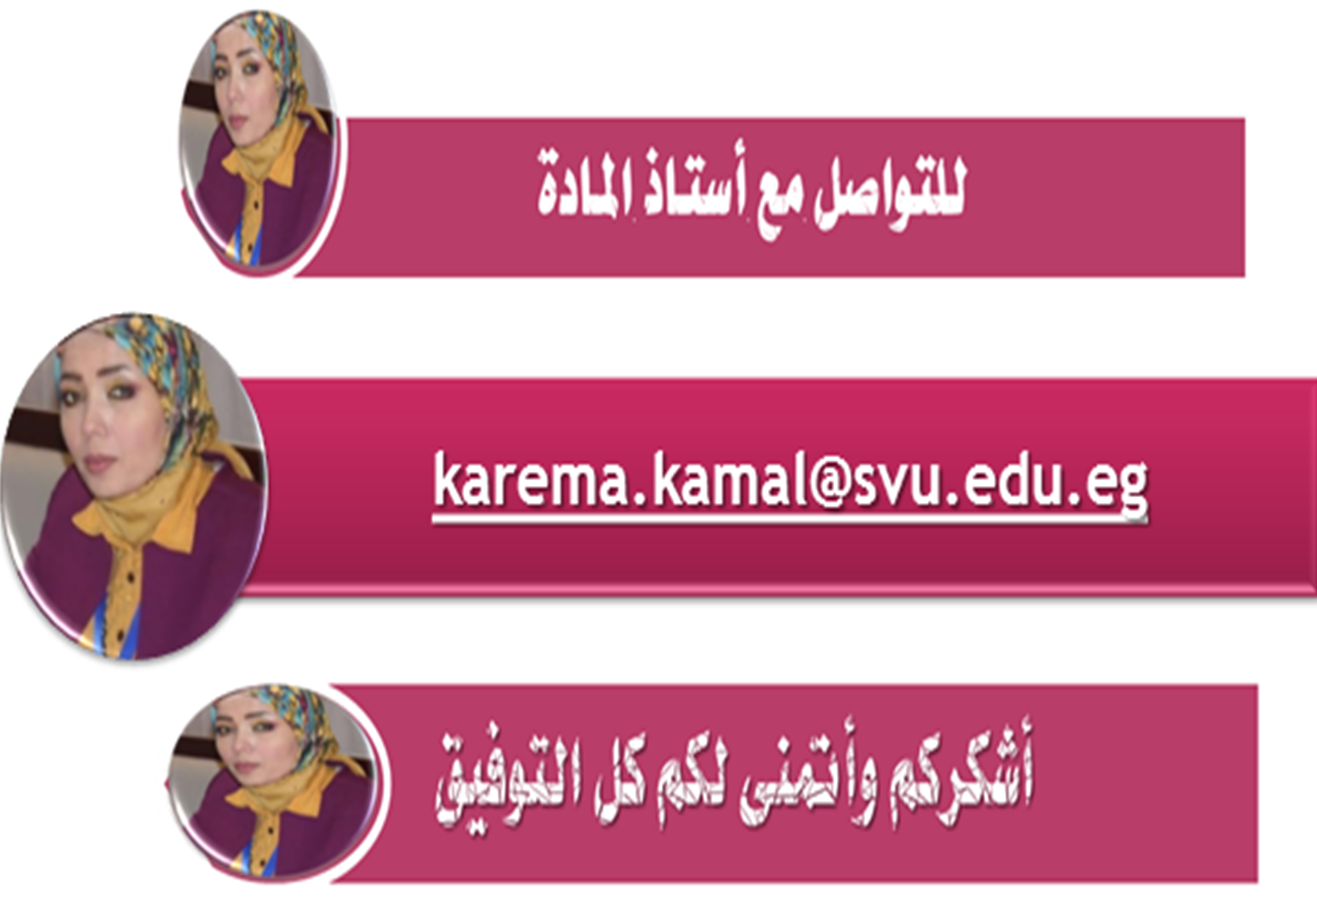 للتواصل مع أستاذ المادة
karema.kamal@svu.edu.eg
أشكركم وأتمنى لكم كل التوفيق